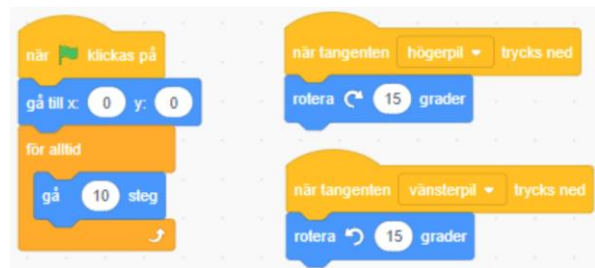 när klickas på
gå till x: 0 y: 0
för alltid
gå 10 steg
när tangenten högerpil trycks ned
rotera 15 grader
när tangenten vänsterpil trycks ned
rotera 15 grader